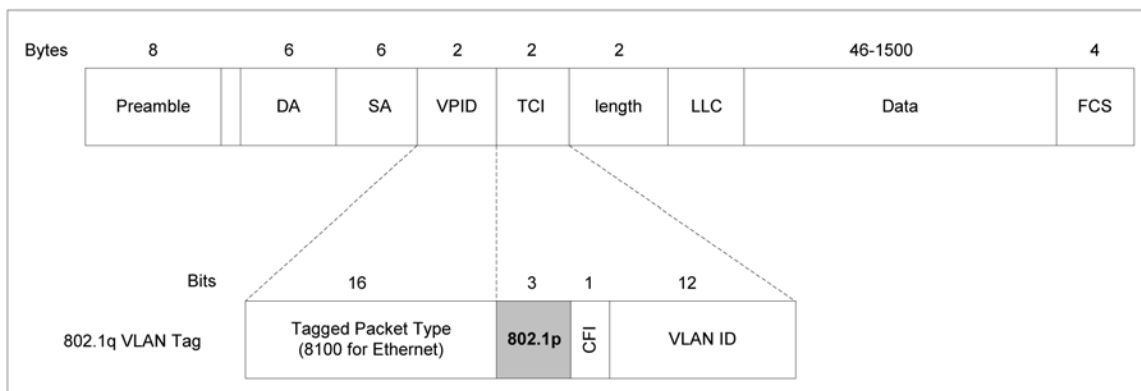 Bytes 8 6 6 2 2 2 46-1500 4
Preamble DA SA VPID TCI length LLC Data FCS
Bits 16 3 1 12
802.1q VLAN Tag
Tagged Packet Type
(8100 for Ethernet)
802.1p
CFI
VLAN ID